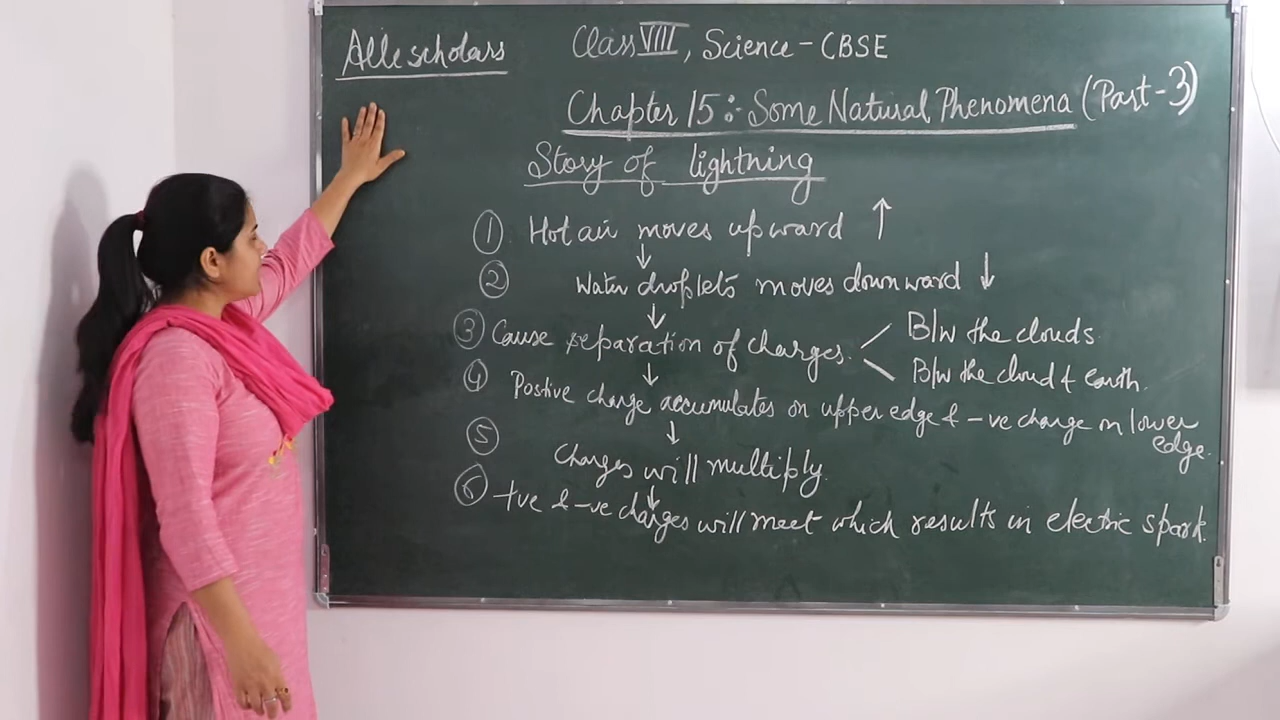 Alle scholars
Class VIII, Science - CBSE
Chapter 15 :- Some Natural Phenomena (Part-3)
Story of lightning
① Hot air moves upward ↑
↓
② Water droplets moves downward ↓
↓
③ Cause separation of charges.
B/w the clouds.
B/w the cloud & earth.
↓
④ Postive charge accumulates on upper edge & -ve charge on lower
edge.
↓
⑤ Charges will multiply.
↓
⑥ +ve & -ve charges will meet which results in electric spark.